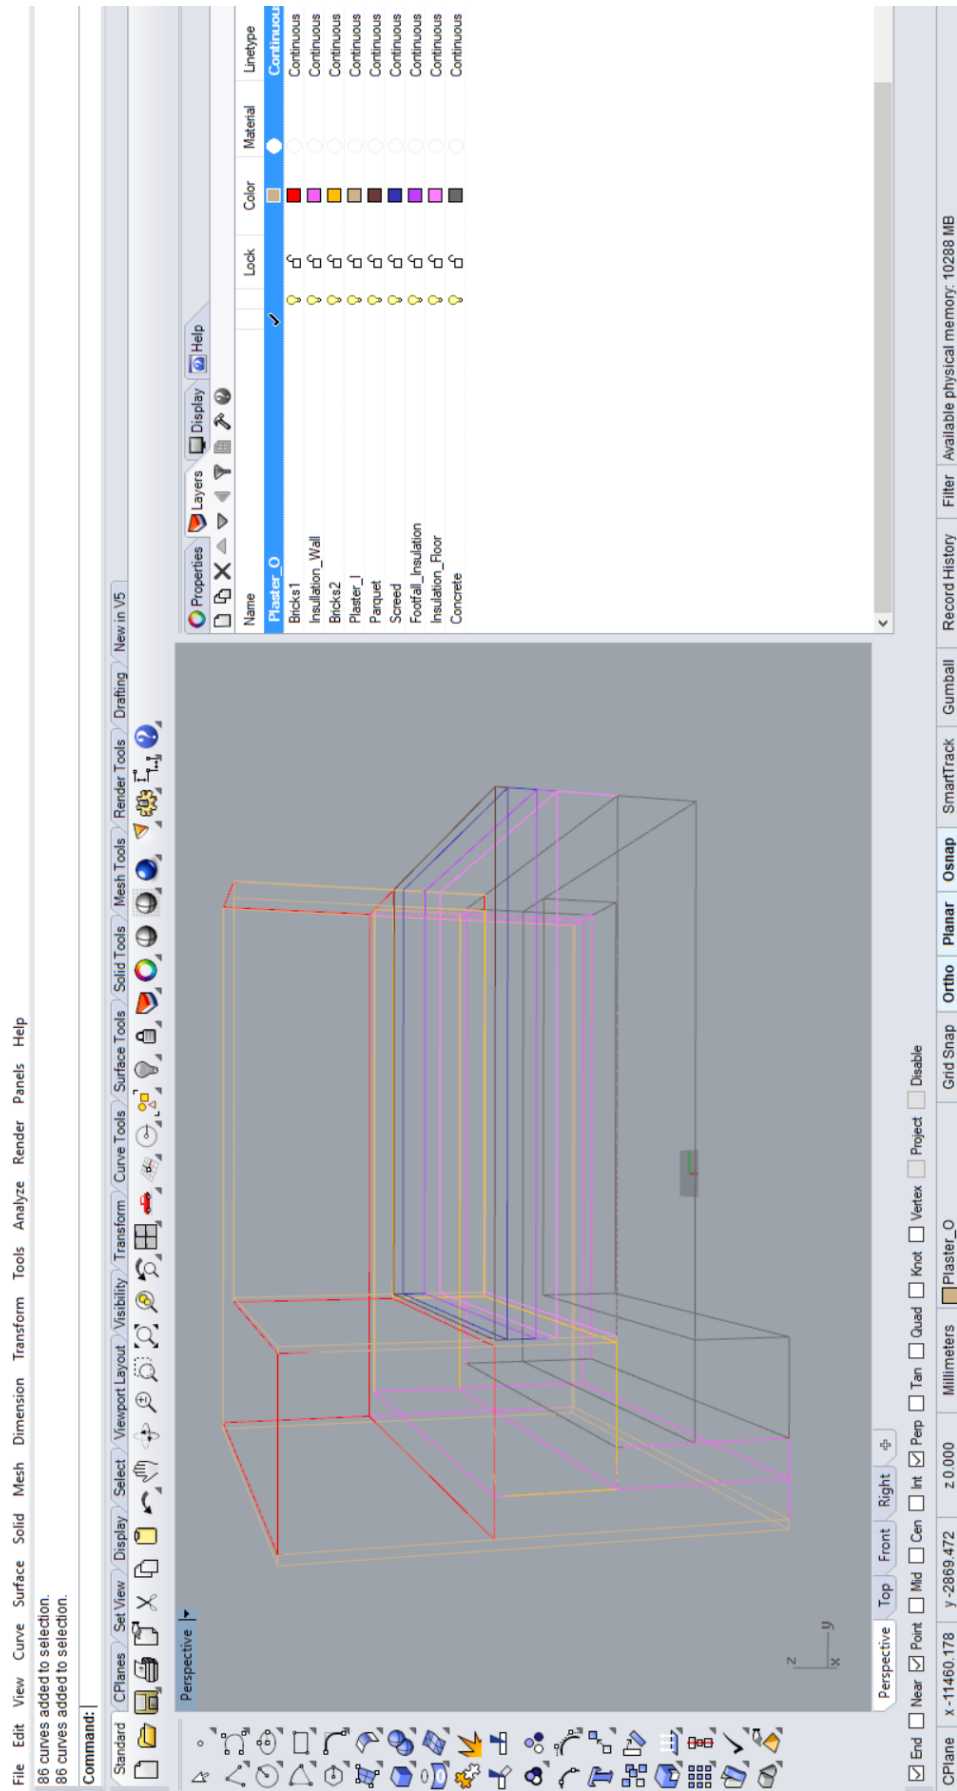 File Edit View Curve Surface Solid Mesh Dimension Transform Tools Analyze Render Panels Help
86 curves added to selection.
86 curves added to selection.
Command:
Standard CPlanes Set View Display Select Viewport Layout Visibility Transform Curve Tools Surface Tools Solid Tools Mesh Tools Render Tools Drafting New in V5
Perspective
z
y
x
Properties Layers Display Help
Name Lock Color Material Linetype
Plaster_O Continuous
Bricks1 Continuous
Insullation_Wall Continuous
Bricks2 Continuous
Plaster_I Continuous
Parquet Continuous
Screed Continuous
Footfall_Insulation Continuous
Insulation_Floor Continuous
Concrete Continuous
Perspective Top Front Right
End Near Point Mid Cen Int Perp Tan Quad Knot Vertex Project Disable
CPlane x -11460.178 y -2869.472 z 0.000 Millimeters Plaster_O Grid Snap Ortho Planar Osnap SmartTrack Gumball Record History Filter Available physical memory: 10288 MB